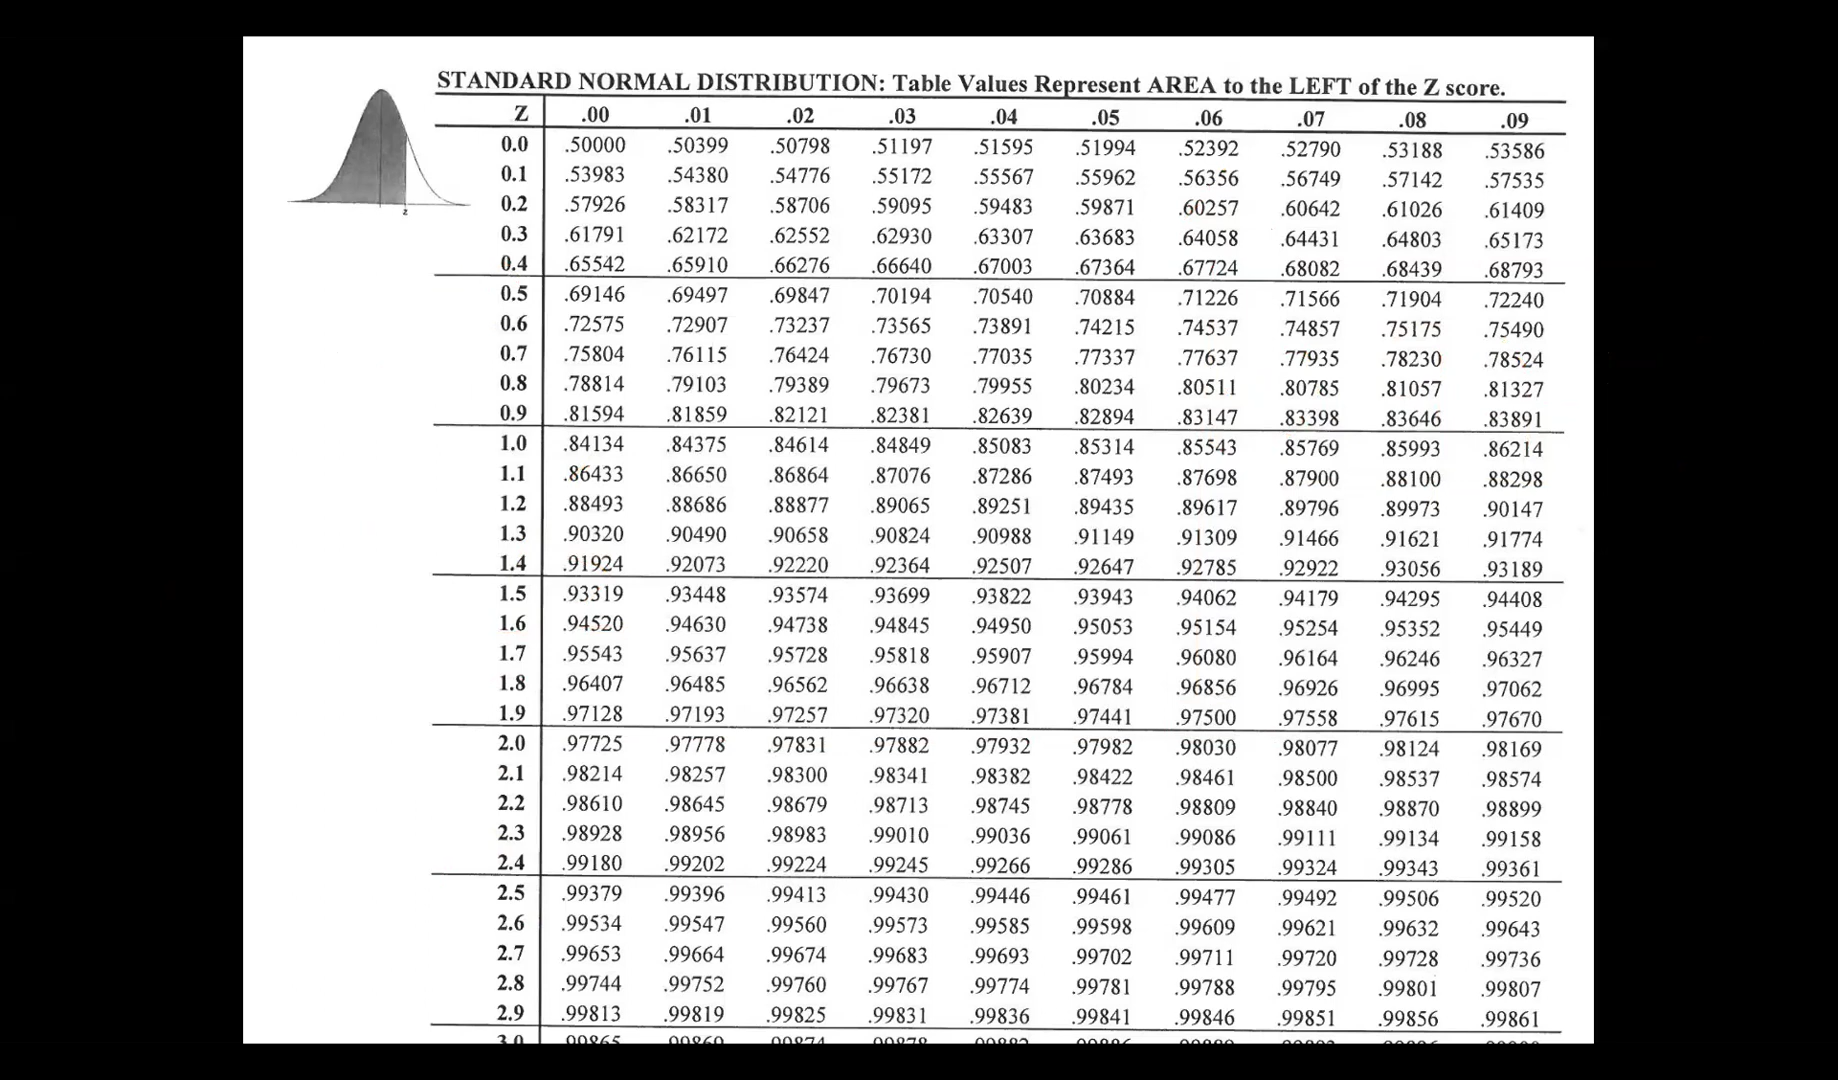 STANDARD NORMAL DISTRIBUTION: Table Values Represent AREA to the LEFT of the Z score.
Z .00 .01 .02 .03 .04 .05 .06 .07 .08 .09
0.0 .50000 .50399 .50798 .51197 .51595 .51994 .52392 .52790 .53188 .53586
0.1 .53983 .54380 .54776 .55172 .55567 .55962 .56356 .56749 .57142 .57535
0.2 .57926 .58317 .58706 .59095 .59483 .59871 .60257 .60642 .61026 .61409
z
0.3 .61791 .62172 .62552 .62930 .63307 .63683 .64058 .64431 .64803 .65173
0.4 .65542 .65910 .66276 .66640 .67003 .67364 .67724 .68082 .68439 .68793
0.5 .69146 .69497 .69847 .70194 .70540 .70884 .71226 .71566 .71904 .72240
0.6 .72575 .72907 .73237 .73565 .73891 .74215 .74537 .74857 .75175 .75490
0.7 .75804 .76115 .76424 .76730 .77035 .77337 .77637 .77935 .78230 .78524
0.8 .78814 .79103 .79389 .79673 .79955 .80234 .80511 .80785 .81057 .81327
0.9 .81594 .81859 .82121 .82381 .82639 .82894 .83147 .83398 .83646 .83891
1.0 .84134 .84375 .84614 .84849 .85083 .85314 .85543 .85769 .85993 .86214
1.1 .86433 .86650 .86864 .87076 .87286 .87493 .87698 .87900 .88100 .88298
1.2 .88493 .88686 .88877 .89065 .89251 .89435 .89617 .89796 .89973 .90147
1.3 .90320 .90490 .90658 .90824 .90988 .91149 .91309 .91466 .91621 .91774
1.4 .91924 .92073 .92220 .92364 .92507 .92647 .92785 .92922 .93056 .93189
1.5 .93319 .93448 .93574 .93699 .93822 .93943 .94062 .94179 .94295 .94408
1.6 .94520 .94630 .94738 .94845 .94950 .95053 .95154 .95254 .95352 .95449
1.7 .95543 .95637 .95728 .95818 .95907 .95994 .96080 .96164 .96246 .96327
1.8 .96407 .96485 .96562 .96638 .96712 .96784 .96856 .96926 .96995 .97062
1.9 .97128 .97193 .97257 .97320 .97381 .97441 .97500 .97558 .97615 .97670
2.0 .97725 .97778 .97831 .97882 .97932 .97982 .98030 .98077 .98124 .98169
2.1 .98214 .98257 .98300 .98341 .98382 .98422 .98461 .98500 .98537 .98574
2.2 .98610 .98645 .98679 .98713 .98745 .98778 .98809 .98840 .98870 .98899
2.3 .98928 .98956 .98983 .99010 .99036 .99061 .99086 .99111 .99134 .99158
2.4 .99180 .99202 .99224 .99245 .99266 .99286 .99305 .99324 .99343 .99361
2.5 .99379 .99396 .99413 .99430 .99446 .99461 .99477 .99492 .99506 .99520
2.6 .99534 .99547 .99560 .99573 .99585 .99598 .99609 .99621 .99632 .99643
2.7 .99653 .99664 .99674 .99683 .99693 .99702 .99711 .99720 .99728 .99736
2.8 .99744 .99752 .99760 .99767 .99774 .99781 .99788 .99795 .99801 .99807
2.9 .99813 .99819 .99825 .99831 .99836 .99841 .99846 .99851 .99856 .99861